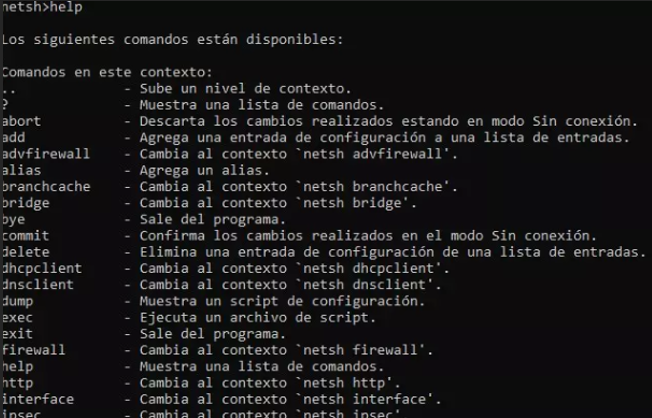 netsh>help
Los siguientes comandos están disponibles:
Comandos en este contexto:
.. - Sube un nivel de contexto.
? - Muestra una lista de comandos.
abort - Descarta los cambios realizados estando en modo Sin conexión.
add - Agrega una entrada de configuración a una lista de entradas.
advfirewall - Cambia al contexto `netsh advfirewall'.
alias - Agrega un alias.
branchcache - Cambia al contexto `netsh branchcache'.
bridge - Cambia al contexto `netsh bridge'.
bye - Sale del programa.
commit - Confirma los cambios realizados en el modo Sin conexión.
delete - Elimina una entrada de configuración de una lista de entradas.
dhcpclient - Cambia al contexto `netsh dhcpclient'.
dnsclient - Cambia al contexto `netsh dnsclient'.
dump - Muestra un script de configuración.
exec - Ejecuta un archivo de script.
exit - Sale del programa.
firewall - Cambia al contexto `netsh firewall'.
help - Muestra una lista de comandos.
http - Cambia al contexto `netsh http'.
interface - Cambia al contexto `netsh interface'.
ipsec - Cambia al contexto `netsh ipsec'.